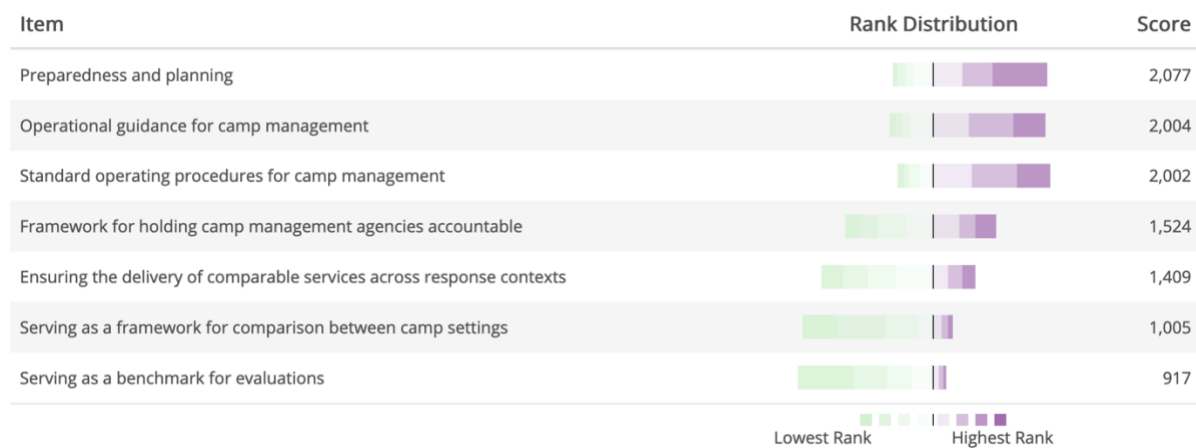 Item Rank Distribution Score
Preparedness and planning 2,077
Operational guidance for camp management 2,004
Standard operating procedures for camp management 2,002
Framework for holding camp management agencies accountable 1,524
Ensuring the delivery of comparable services across response contexts 1,409
Serving as a framework for comparison between camp settings 1,005
Serving as a benchmark for evaluations 917
Lowest Rank Highest Rank